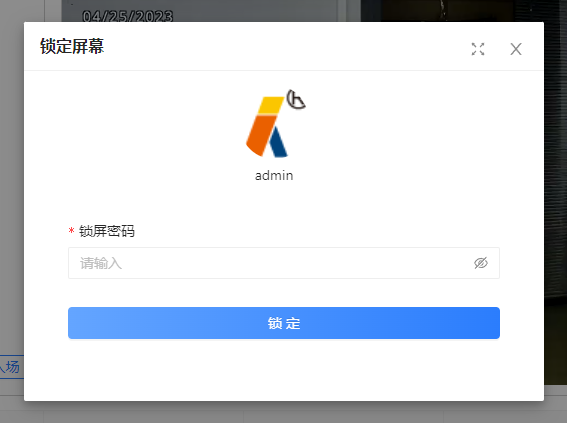 04/25/2023
锁定屏幕
admin
* 锁屏密码
请输入
锁 定
入场